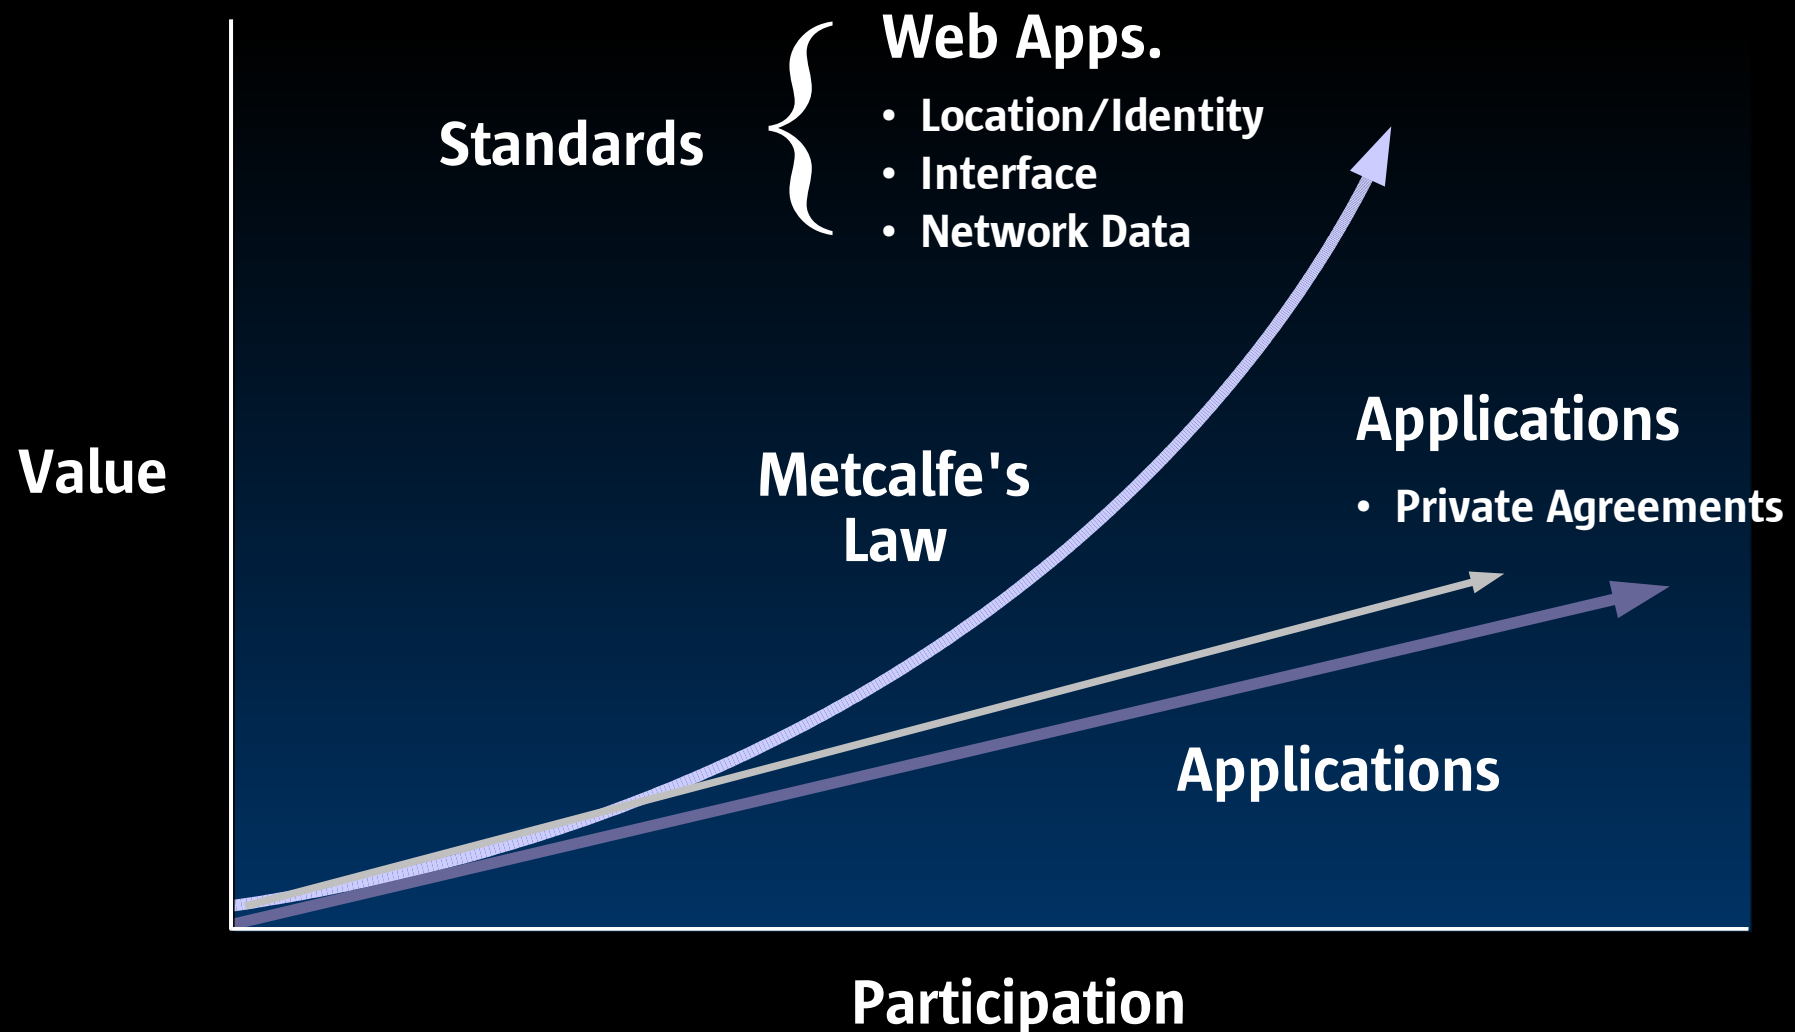 Web Apps.
Standards
• Location/Identity
• Interface
• Network Data
Value
Metcalfe's
Law
Applications
• Private Agreements
Applications
Participation